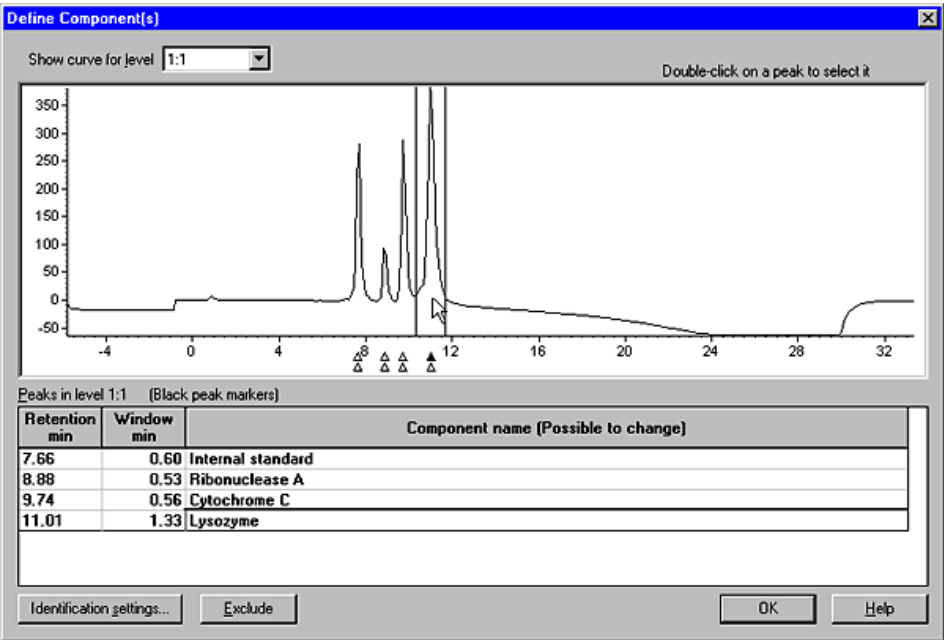 Define Component(s)
Show curve for level 1:1
Double-click on a peak to select it
350
300
250
200
150
100
50
0
-50
-4 0 4 8 12 16 20 24 28 32
Peaks in level 1:1 (Black peak markers)
Retention min Window min Component name (Possible to change)
7.66 0.60 Internal standard
8.88 0.53 Ribonuclease A
9.74 0.56 Cytochrome C
11.01 1.33 Lysozyme
Identification settings... Exclude OK Help